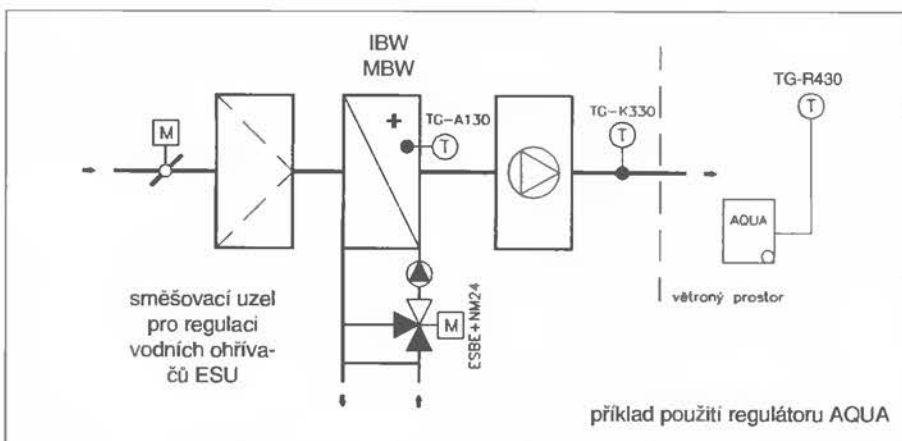 IBW
MBW
TG-A130
T
M
TG-K330
T
TG-R430
T
AQUA
větroný prostor
směšovací uzel
pro regulaci
vodních ohříva-
čů ESU
M
ESBE+NM24
příklad použití regulátoru AQUA